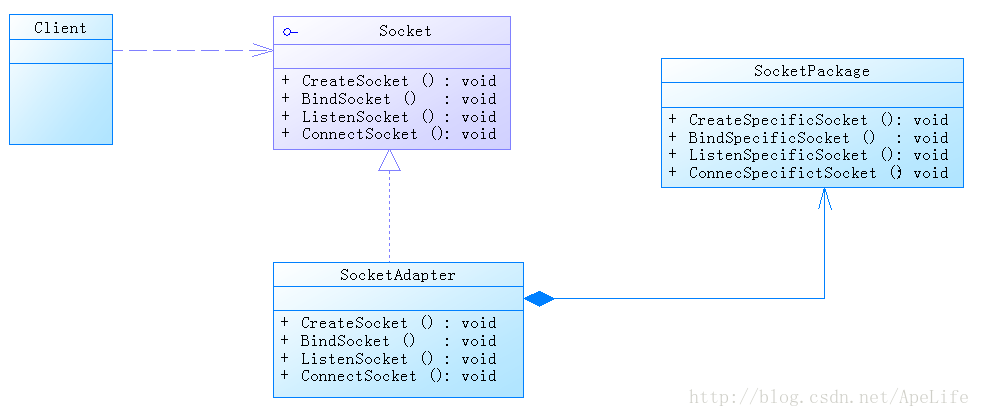 Client
Socket
+ CreateSocket () : void
+ BindSocket () : void
+ ListenSocket () : void
+ ConnectSocket (): void
SocketPackage
+ CreateSpecificSocket (): void
+ BindSpecificSocket () : void
+ ListenSpecificSocket (): void
+ ConnecSpecifictSocket (): void
SocketAdapter
+ CreateSocket () : void
+ BindSocket () : void
+ ListenSocket () : void
+ ConnectSocket (): void
http://blog.csdn.net/ApeLife